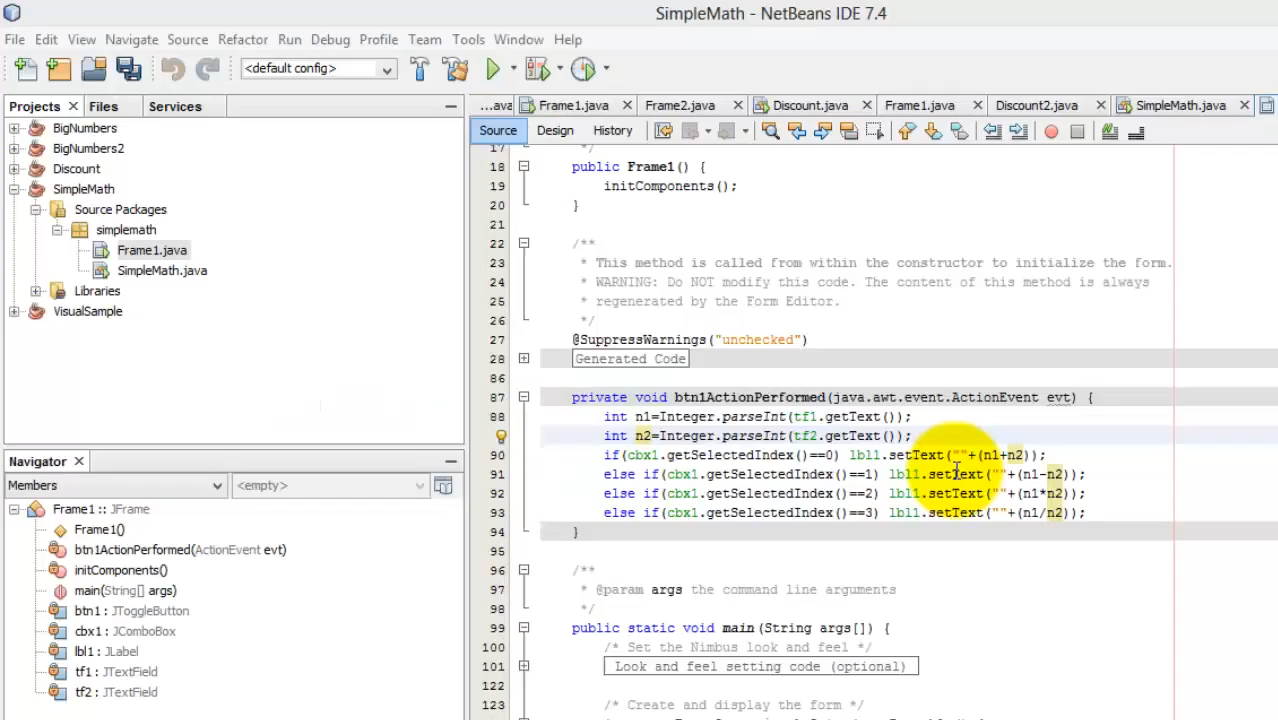 SimpleMath - NetBeans IDE 7.4
File Edit View Navigate Source Refactor Run Debug Profile Team Tools Window Help
<default config>
Projects Files Services
BigNumbers
BigNumbers2
Discount
SimpleMath
Source Packages
simplemath
Frame1.java
SimpleMath.java
Libraries
VisualSample
Navigator
Members <empty>
Frame1 :: JFrame
Frame1()
btn1ActionPerformed(ActionEvent evt)
initComponents()
main(String[] args)
btn1 : JToggleButton
cbx1 : JComboBox
lbl1 : JLabel
tf1 : JTextField
tf2 : JTextField
...ava Frame1.java Frame2.java Discount.java Frame1.java Discount2.java SimpleMath.java
Source Design History
17 */
18 public Frame1() {
19 initComponents();
20 }
21
22 /**
23 * This method is called from within the constructor to initialize the form.
24 * WARNING: Do NOT modify this code. The content of this method is always
25 * regenerated by the Form Editor.
26 */
27 @SuppressWarnings("unchecked")
28 Generated Code
86
87 private void btn1ActionPerformed(java.awt.event.ActionEvent evt) {
88 int n1=Integer.parseInt(tf1.getText());
int n2=Integer.parseInt(tf2.getText());
90 if(cbx1.getSelectedIndex()==0) lbl1.setText(""+(n1+n2));
91 else if(cbx1.getSelectedIndex()==1) lbl1.setText(""+(n1-n2));
92 else if(cbx1.getSelectedIndex()==2) lbl1.setText(""+(n1*n2));
93 else if(cbx1.getSelectedIndex()==3) lbl1.setText(""+(n1/n2));
94 }
95
96 /**
97 * @param args the command line arguments
98 */
99 public static void main(String args[]) {
100 /* Set the Nimbus look and feel */
101 Look and feel setting code (optional)
122
123 /* Create and display the form */